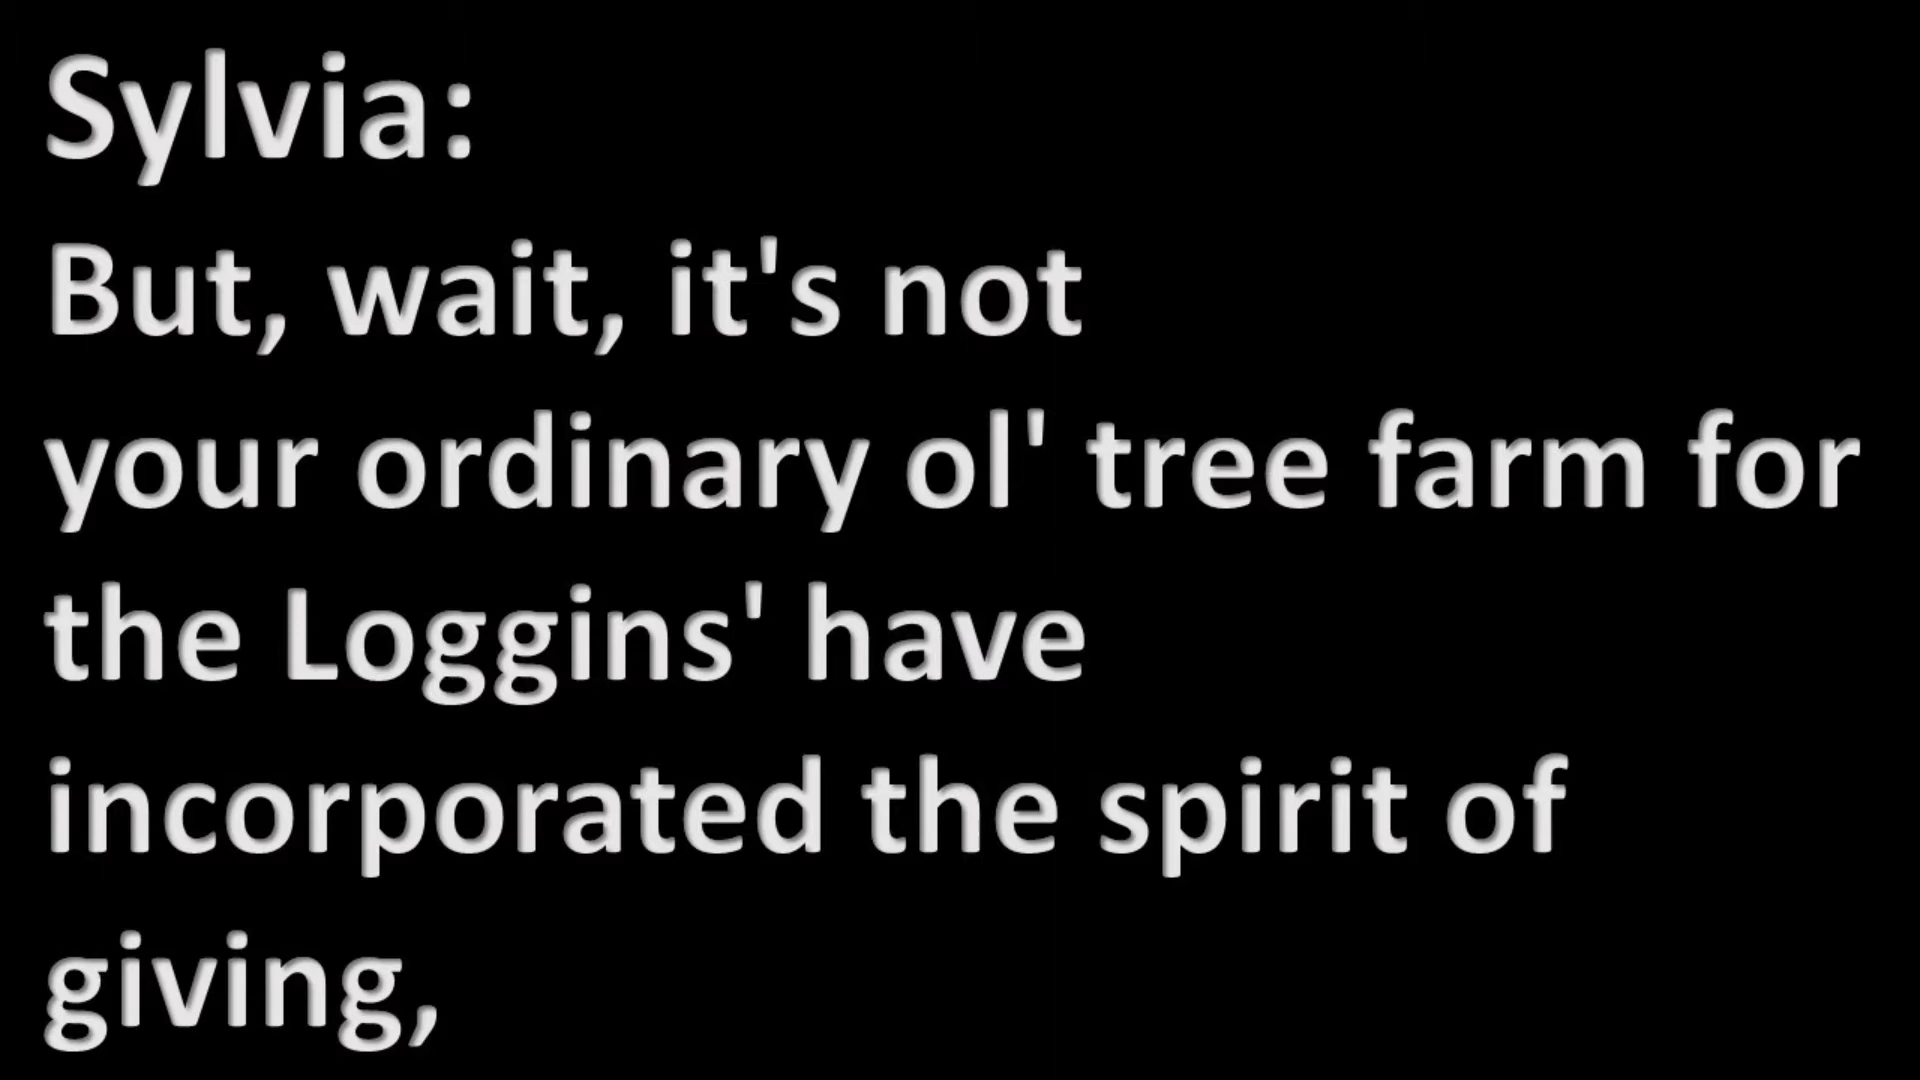 Sylvia:
But, wait, it's not
your ordinary ol' tree farm for
the Loggins' have
incorporated the spirit of
giving,